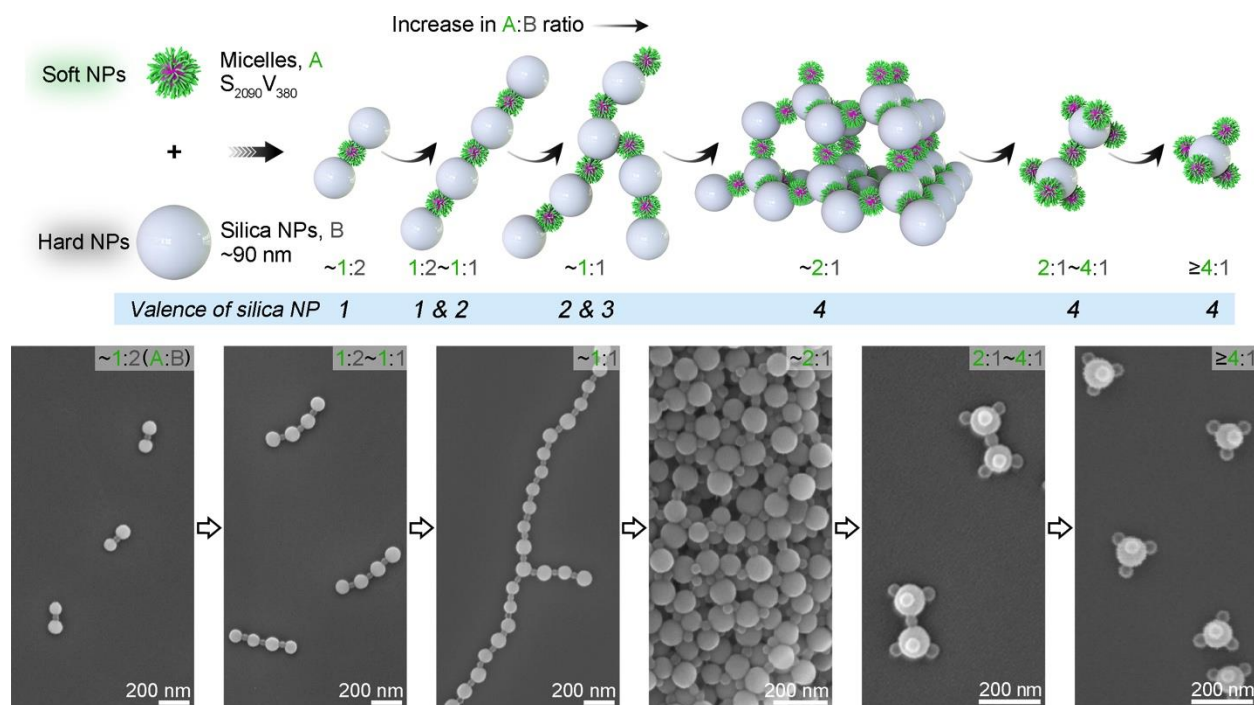 Increase in A:B ratio
Soft NPs
Micelles, A
S2090V380
+
Hard NPs
Silica NPs, B
~90 nm
~1:2
1:2~1:1
~1:1
~2:1
2:1~4:1
≥4:1
Valence of silica NP 1 1 & 2 2 & 3 4 4 4
~1:2(A:B)
1:2~1:1
~1:1
~2:1
2:1~4:1
≥4:1
200 nm
200 nm
200 nm
200 nm
200 nm
200 nm